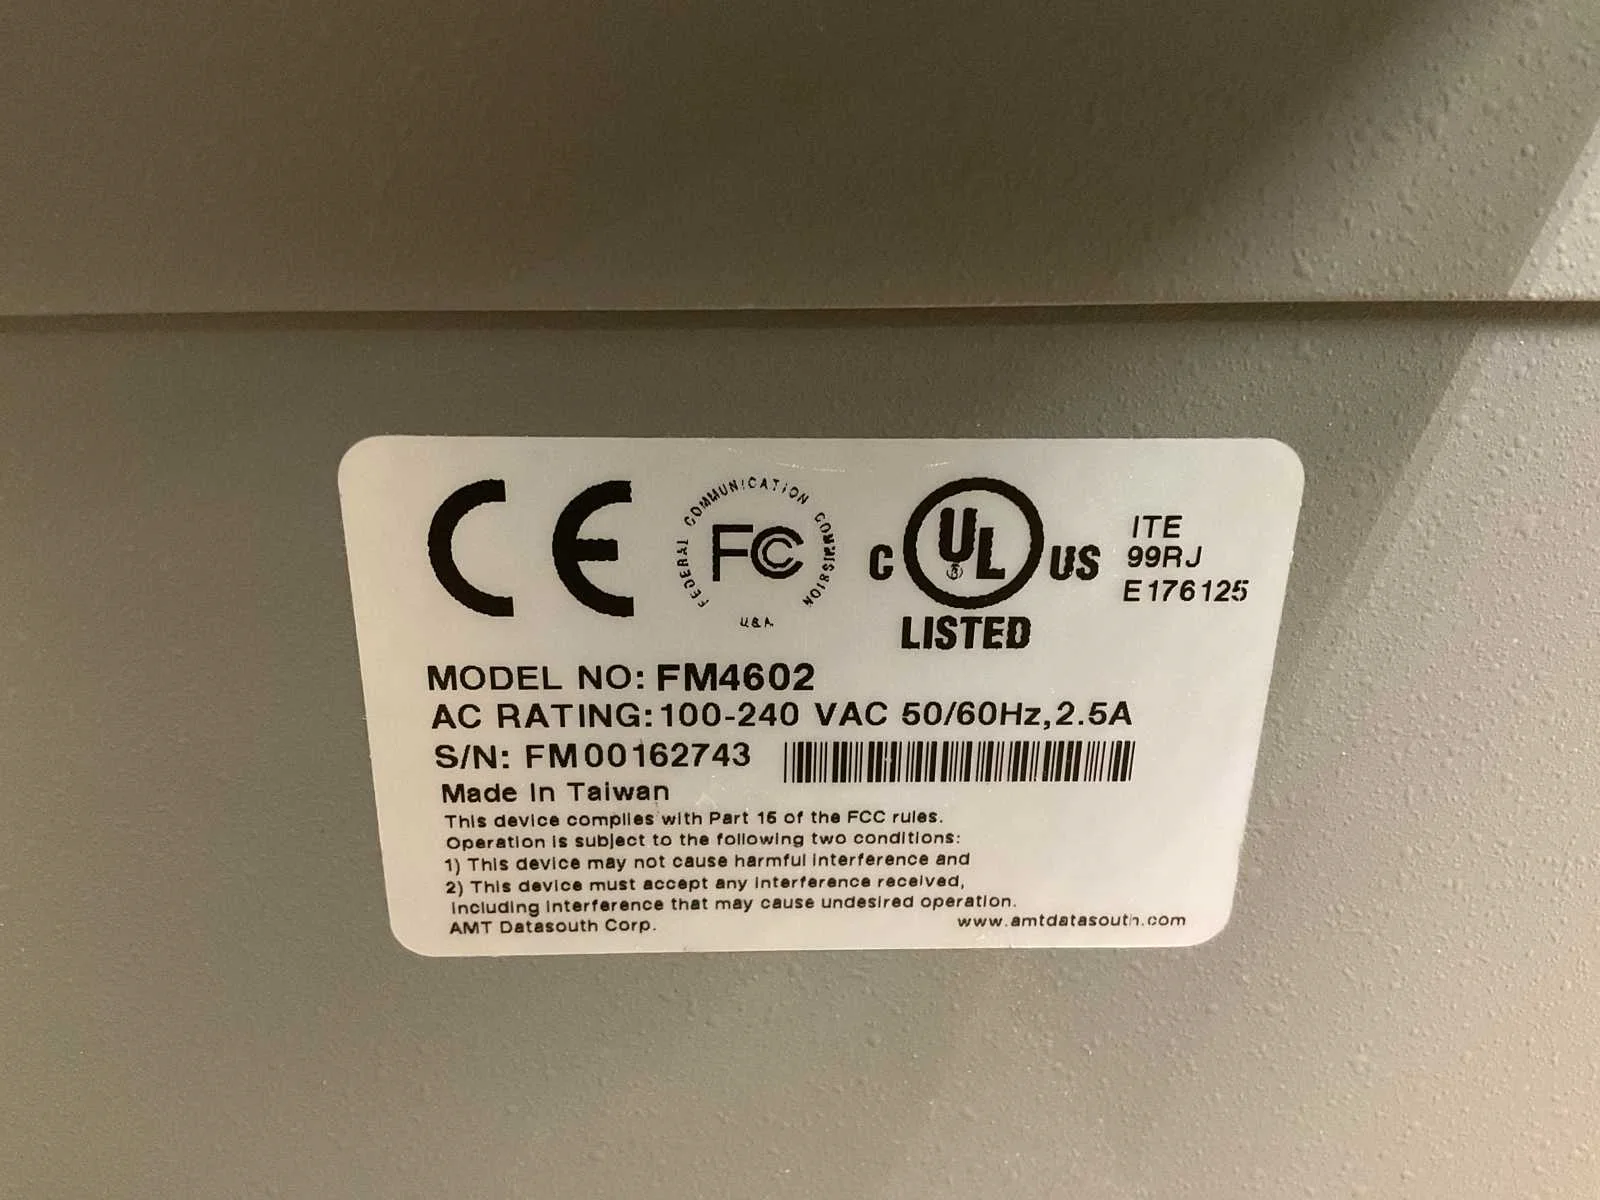 CE
FEDERAL COMMUNICATION COMMISSION
FC
U.S.A.
C UL US
®
LISTED
ITE
99RJ
E176125
MODEL NO: FM4602
AC RATING: 100-240 VAC 50/60Hz, 2.5A
S/N: FM00162743
Made In Taiwan
This device complies with Part 15 of the FCC rules.
Operation is subject to the following two conditions:
1) This device may not cause harmful interference and
2) This device must accept any interference received,
including interference that may cause undesired operation.
AMT Datasouth Corp.
www.amtdatasouth.com